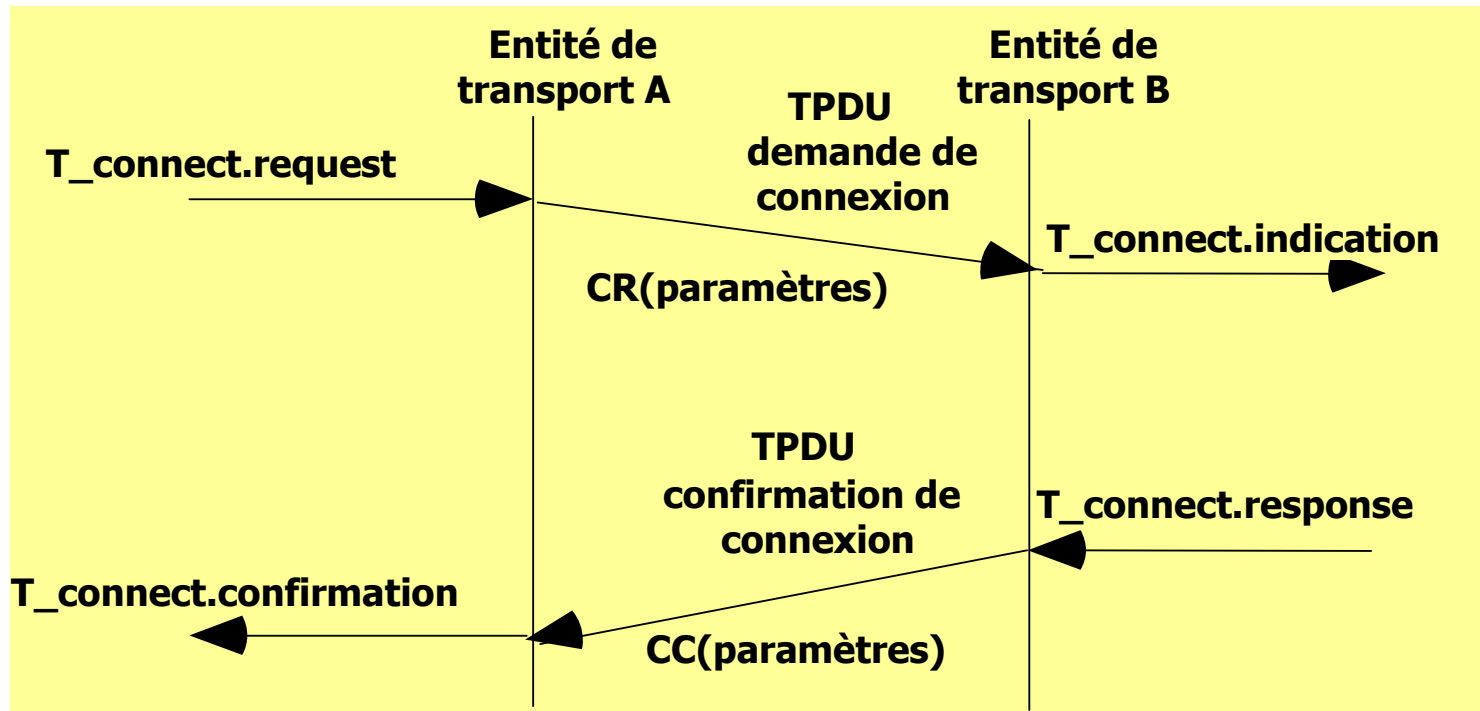 Entité de
transport A
Entité de
transport B
TPDU
demande de
connexion
T_connect.request
T_connect.indication
CR(paramètres)
TPDU
confirmation de
connexion
T_connect.response
T_connect.confirmation
CC(paramètres)